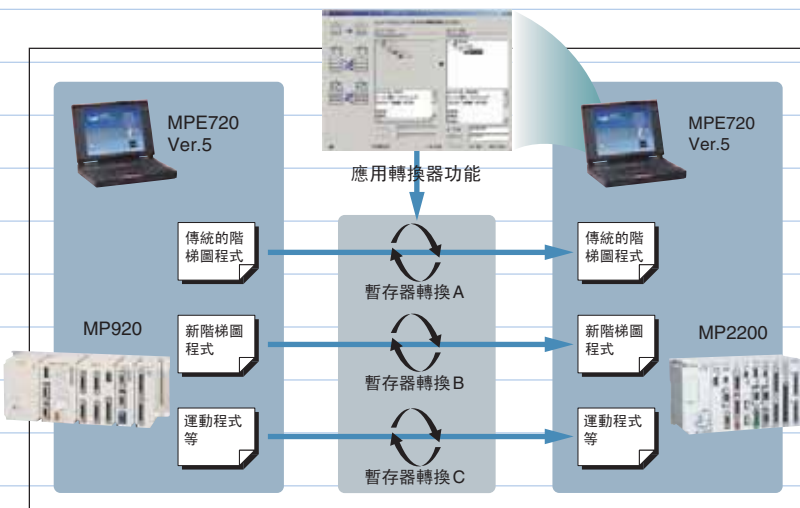 MPE720
Ver.5
應用轉換器功能
MPE720
Ver.5
傳統的階
梯圖程式
暫存器轉換A
傳統的階
梯圖程式
MP920
新階梯圖
程式
暫存器轉換B
新階梯圖
程式
MP2200
運動程式
等
暫存器轉換C
運動程式
等